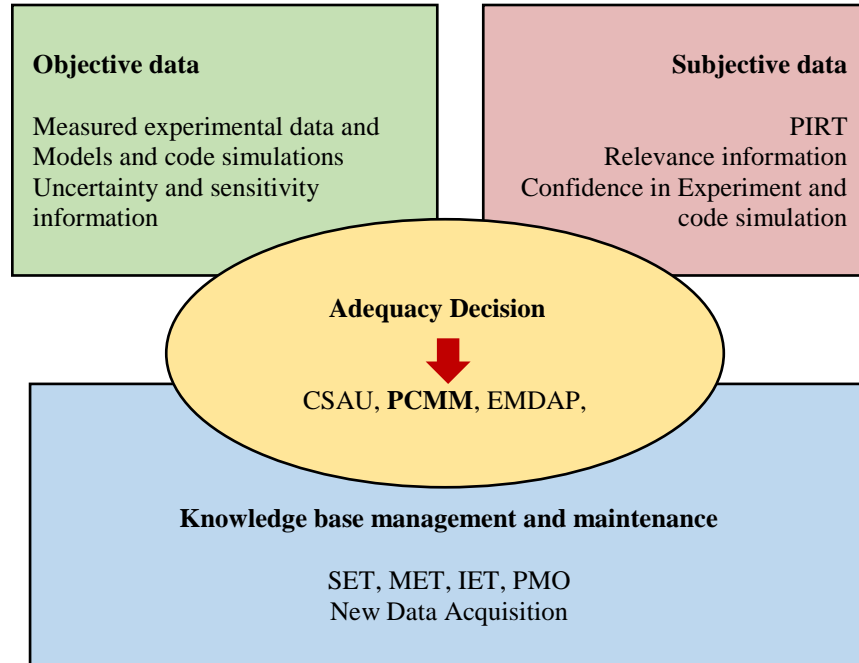 Objective data
Measured experimental data and
Models and code simulations
Uncertainty and sensitivity
information
Subjective data
PIRT
Relevance information
Confidence in Experiment and
code simulation
Adequacy Decision
CSAU, PCMM, EMDAP,
Knowledge base management and maintenance
SET, MET, IET, PMO
New Data Acquisition